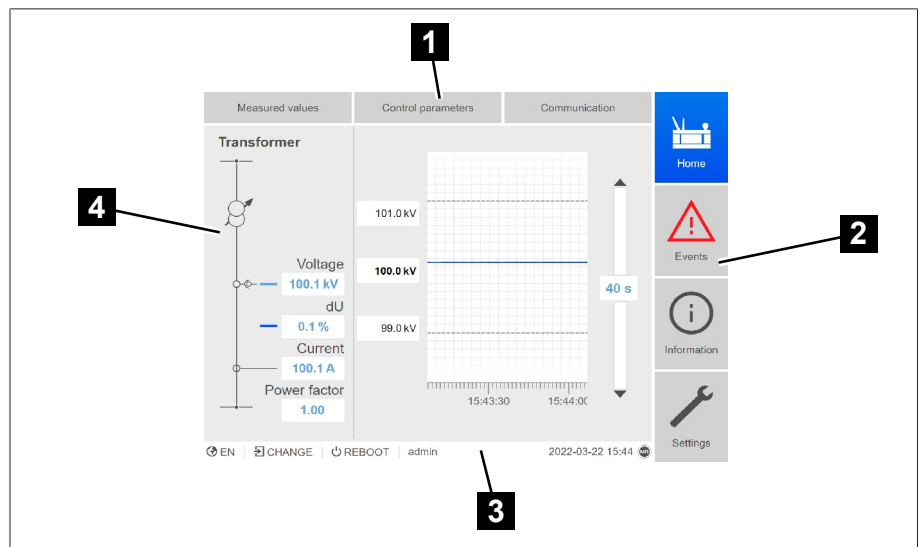 1
Measured values Control parameters Communication
Home
Transformer
4
101.0 kV
2
Events
Voltage
100.1 kV
100.0 kV
40 s
dU
0.1 %
99.0 kV
Information
Current
100.1 A
Power factor
1.00
15:43:30 15:44:00
Settings
EN CHANGE REBOOT admin 2022-03-22 15:44
3